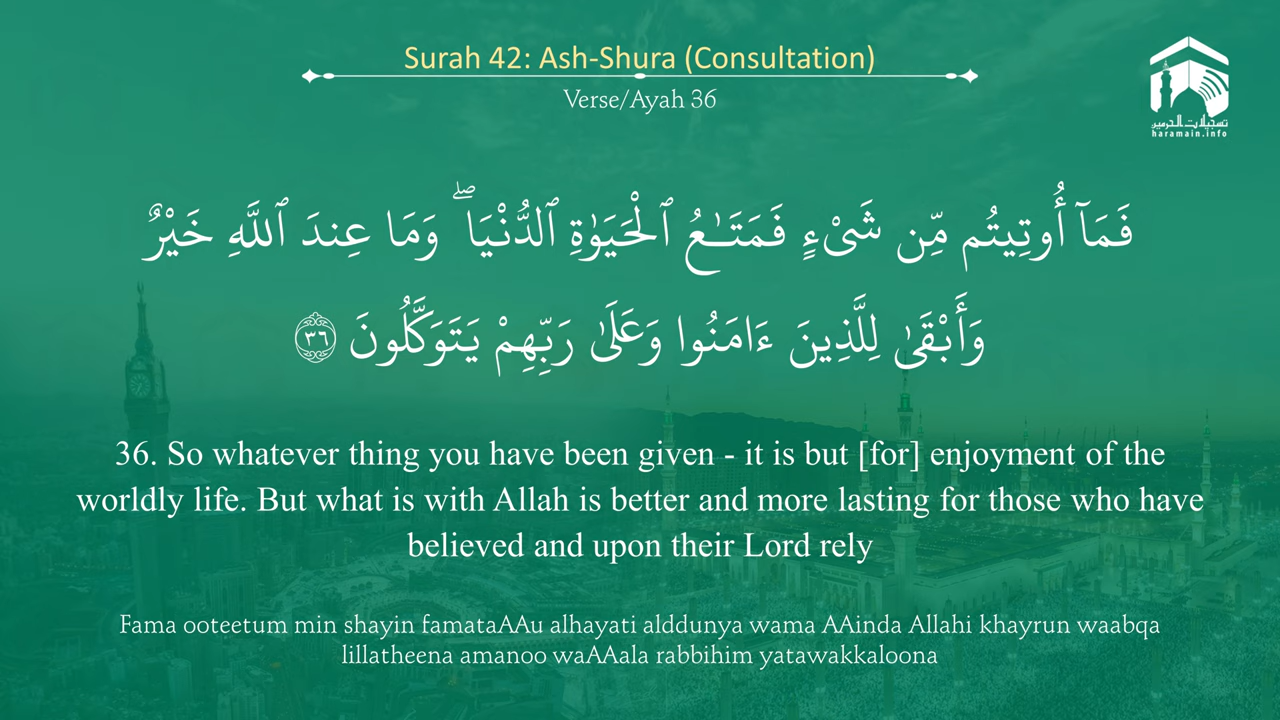 Surah 42: Ash-Shura (Consultation)
Verse/Ayah 36
تسجيلات الحرمين
haramain.info
فَمَآ أُوتِيتُم مِّن شَىْءٍ فَمَتَـٰعُ ٱلْحَيَوٰةِ ٱلدُّنْيَا ۖ وَمَا عِندَ ٱللَّهِ خَيْرٌ
وَأَبْقَىٰ لِلَّذِينَ ءَامَنُوا وَعَلَىٰ رَبِّهِمْ يَتَوَكَّلُونَ ٣٦
36. So whatever thing you have been given - it is but [for] enjoyment of the
worldly life. But what is with Allah is better and more lasting for those who have
believed and upon their Lord rely
Fama ooteetum min shayin famataAAu alhayati alddunya wama AAinda Allahi khayrun waabqa
lillatheena amanoo waAAala rabbihim yatawakkaloona